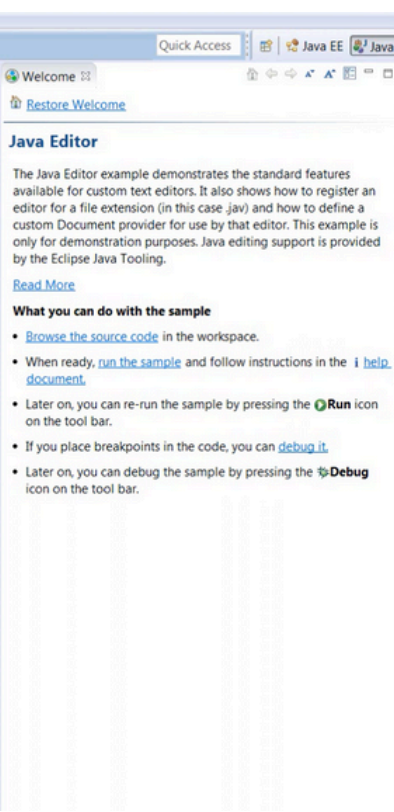 Quick Access Java EE Java
Welcome
Restore Welcome
Java Editor
The Java Editor example demonstrates the standard features
available for custom text editors. It also shows how to register an
editor for a file extension (in this case .jav) and how to define a
custom Document provider for use by that editor. This example is
only for demonstration purposes. Java editing support is provided
by the Eclipse Java Tooling.
Read More
What you can do with the sample
• Browse the source code in the workspace.
• When ready, run the sample and follow instructions in the i help
document.
• Later on, you can re-run the sample by pressing the Run icon
on the tool bar.
• If you place breakpoints in the code, you can debug it.
• Later on, you can debug the sample by pressing the Debug
icon on the tool bar.